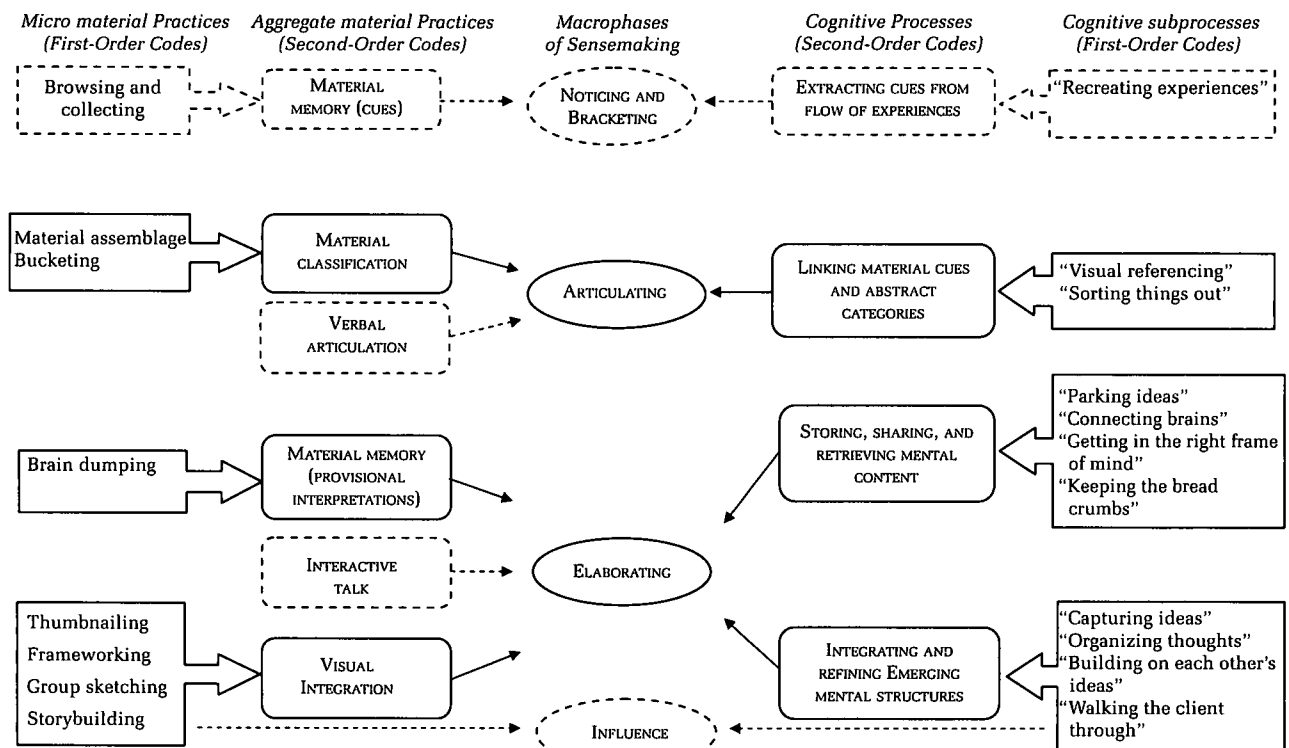 Micro material Practices
(First-Order Codes)
Aggregate material Practices
(Second-Order Codes)
Macrophases
of Sensemaking
Cognitive Processes
(Second-Order Codes)
Cognitive subprocesses
(First-Order Codes)
Browsing and
collecting
MATERIAL
MEMORY (CUES)
NOTICING AND
BRACKETING
EXTRACTING CUES FROM
FLOW OF EXPERIENCES
“Recreating experiences”
Material assemblage
Bucketing
MATERIAL
CLASSIFICATION
VERBAL
ARTICULATION
ARTICULATING
LINKING MATERIAL CUES
AND ABSTRACT
CATEGORIES
“Visual referencing”
“Sorting things out”
Brain dumping
MATERIAL MEMORY
(PROVISIONAL
INTERPRETATIONS)
INTERACTIVE
TALK
ELABORATING
STORING, SHARING, AND
RETRIEVING MENTAL
CONTENT
“Parking ideas”
“Connecting brains”
“Getting in the right frame
of mind”
“Keeping the bread
crumbs”
Thumbnailing
Frameworking
Group sketching
Storybuilding
VISUAL
INTEGRATION
INFLUENCE
INTEGRATING AND
REFINING EMERGING
MENTAL STRUCTURES
“Capturing ideas”
“Organizing thoughts”
“Building on each other’s
ideas”
“Walking the client
through”